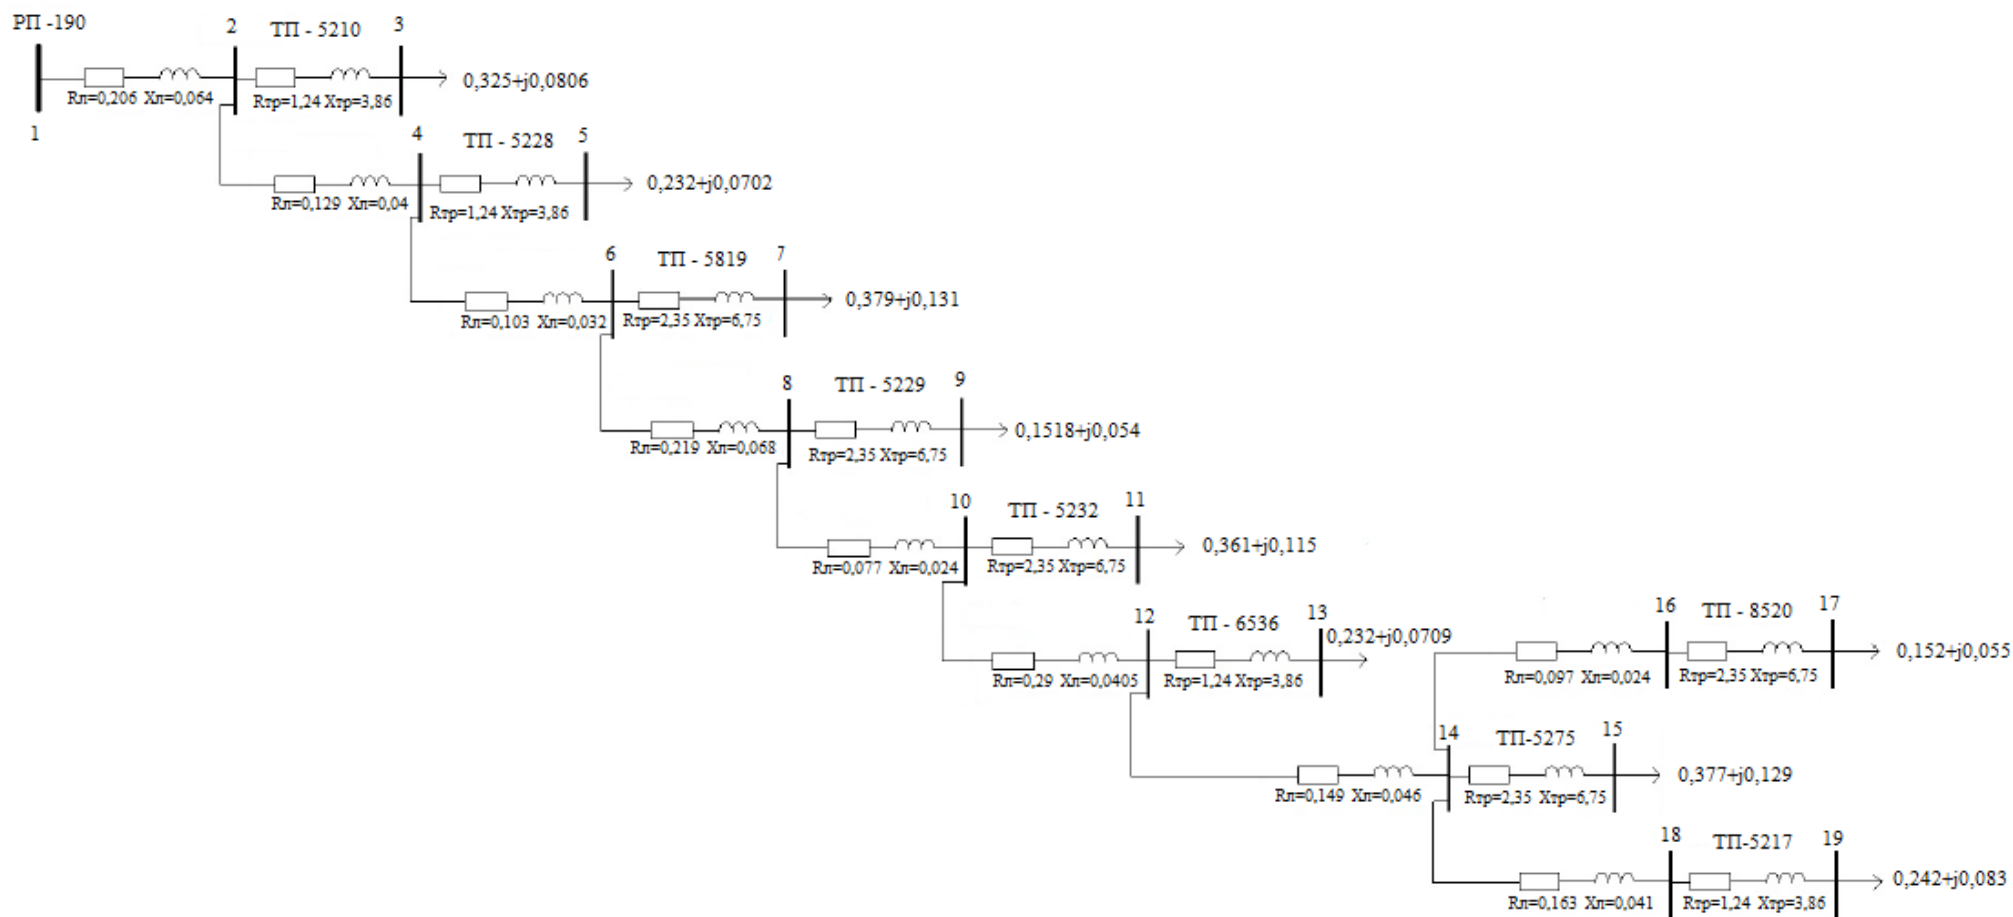 РП -190
2
ТП - 5210
3
0,325+j0,0806
Rл=0,206 Xл=0,064
Rтр=1,24 Xтр=3,86
1
4
ТП - 5228
5
0,232+j0,0702
Rл=0,129 Xл=0,04
Rтр=1,24 Xтр=3,86
6
ТП - 5819
7
0,379+j0,131
Rл=0,103 Xл=0,032
Rтр=2,35 Xтр=6,75
8
ТП - 5229
9
0,1518+j0,054
Rл=0,219 Xл=0,068
Rтр=2,35 Xтр=6,75
10
ТП - 5232
11
0,361+j0,115
Rл=0,077 Xл=0,024
Rтр=2,35 Xтр=6,75
12
ТП - 6536
13
0,232+j0,0709
Rл=0,29 Xл=0,0405
Rтр=1,24 Xтр=3,86
16
ТП - 8520
17
0,152+j0,055
Rл=0,097 Xл=0,024
Rтр=2,35 Xтр=6,75
14
ТП-5275
15
0,377+j0,129
Rл=0,149 Xл=0,046
Rтр=2,35 Xтр=6,75
18
ТП-5217
19
0,242+j0,083
Rл=0,163 Xл=0,041
Rтр=1,24 Xтр=3,86